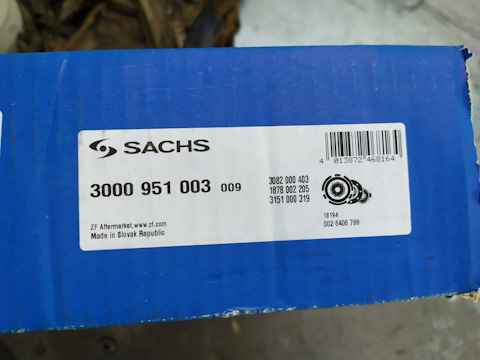 SACHS
4 013872 468164
3000 951 003 009
3082 000 403
1878 002 205
3151 000 319
ZF Aftermarket, www.zf.com
Made in Slovak Republic
18194
002 6406 788